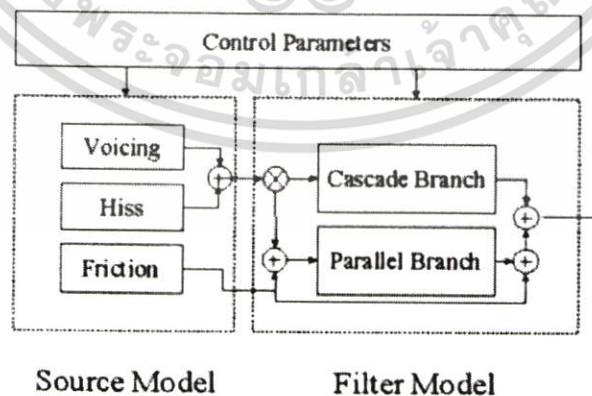 Control Parameters
Voicing
Hiss
Friction
Cascade Branch
Parallel Branch
Source Model
Filter Model